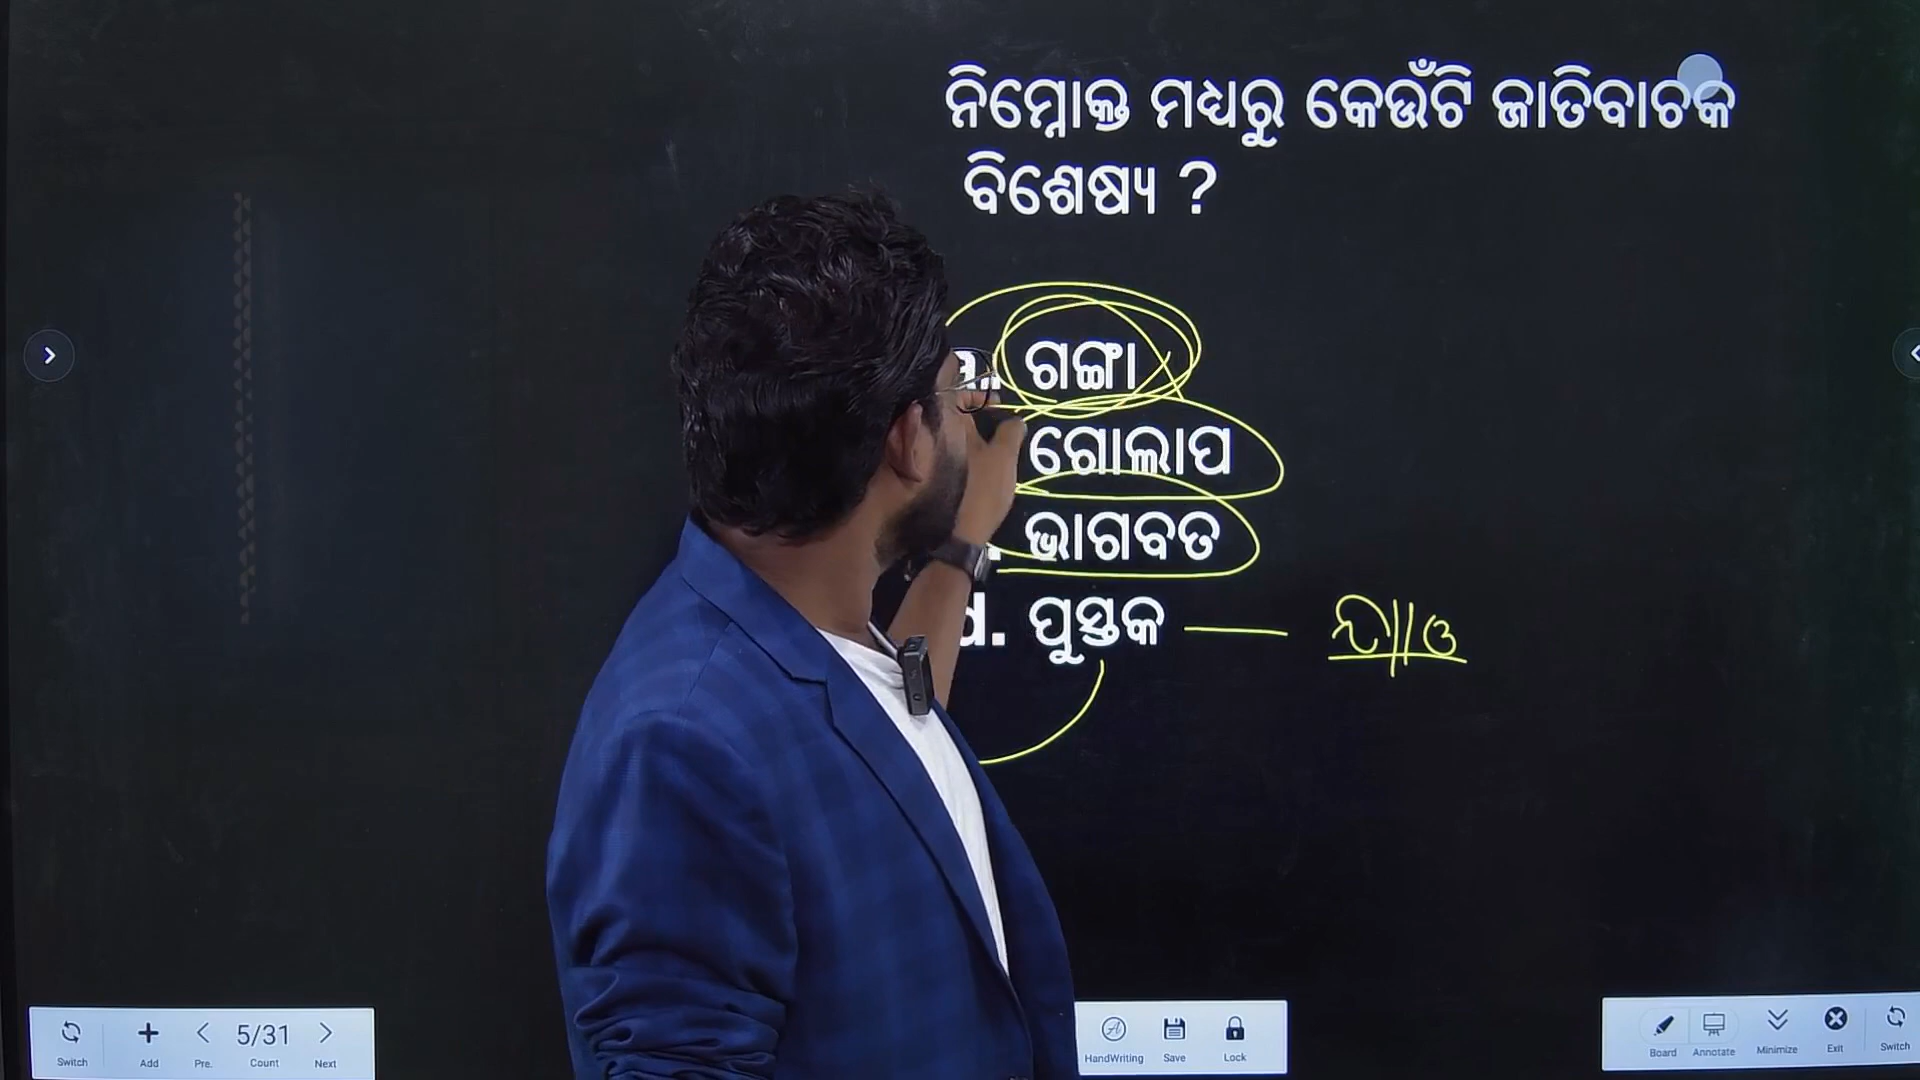 ନିମ୍ନୋକ୍ତ ମଧ୍ୟରୁ କେଉଁଟି ଜାତିବାଚକ
ବିଶେଷ୍ୟ ?
ଗଙ୍ଗା
ଗୋଲାପ
ଭାଗବତ
ପୁସ୍ତକ
5/31
Switch Add Pre. Count Next
HandWriting Save Lock
Board Annotate Minimize Exit Switch